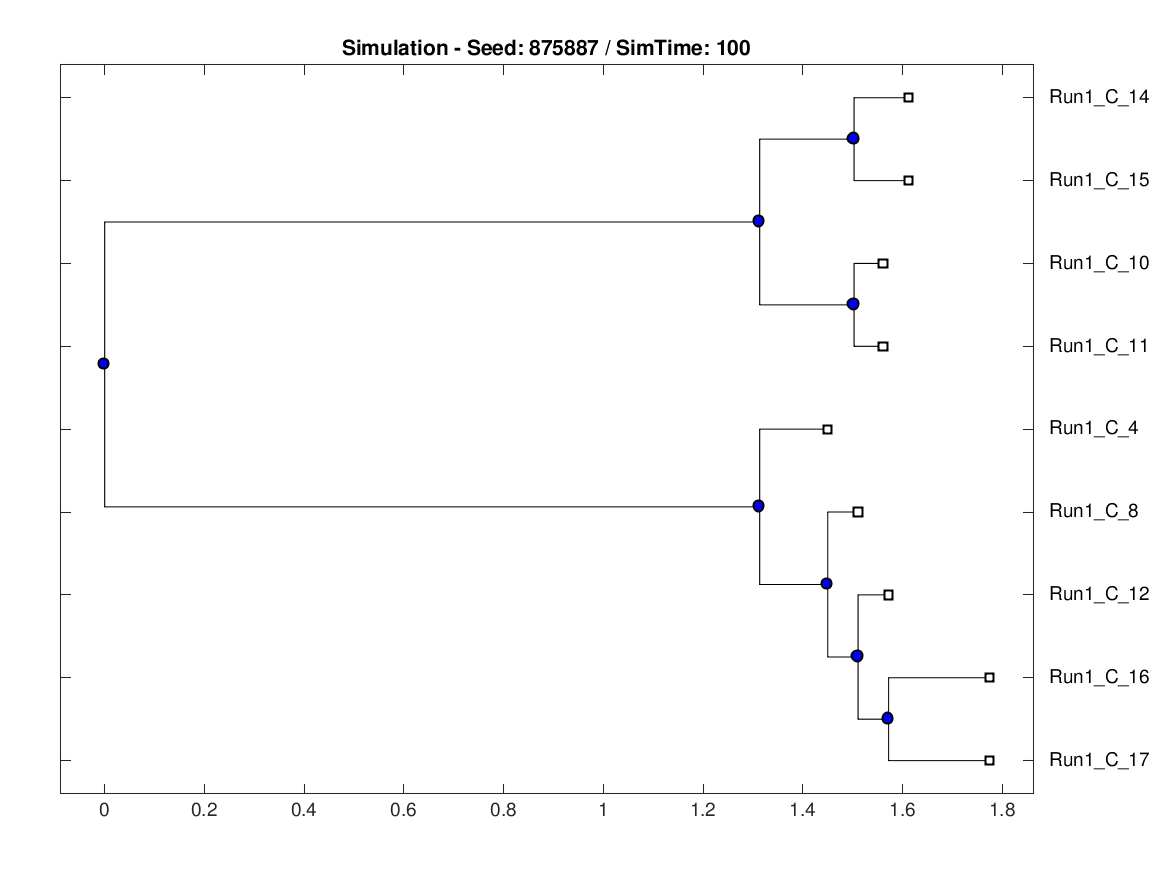 Simulation - Seed: 875887 / SimTime: 100
Run1_C_14
Run1_C_15
Run1_C_10
Run1_C_11
Run1_C_4
Run1_C_8
Run1_C_12
Run1_C_16
Run1_C_17
0 0.2 0.4 0.6 0.8 1 1.2 1.4 1.6 1.8